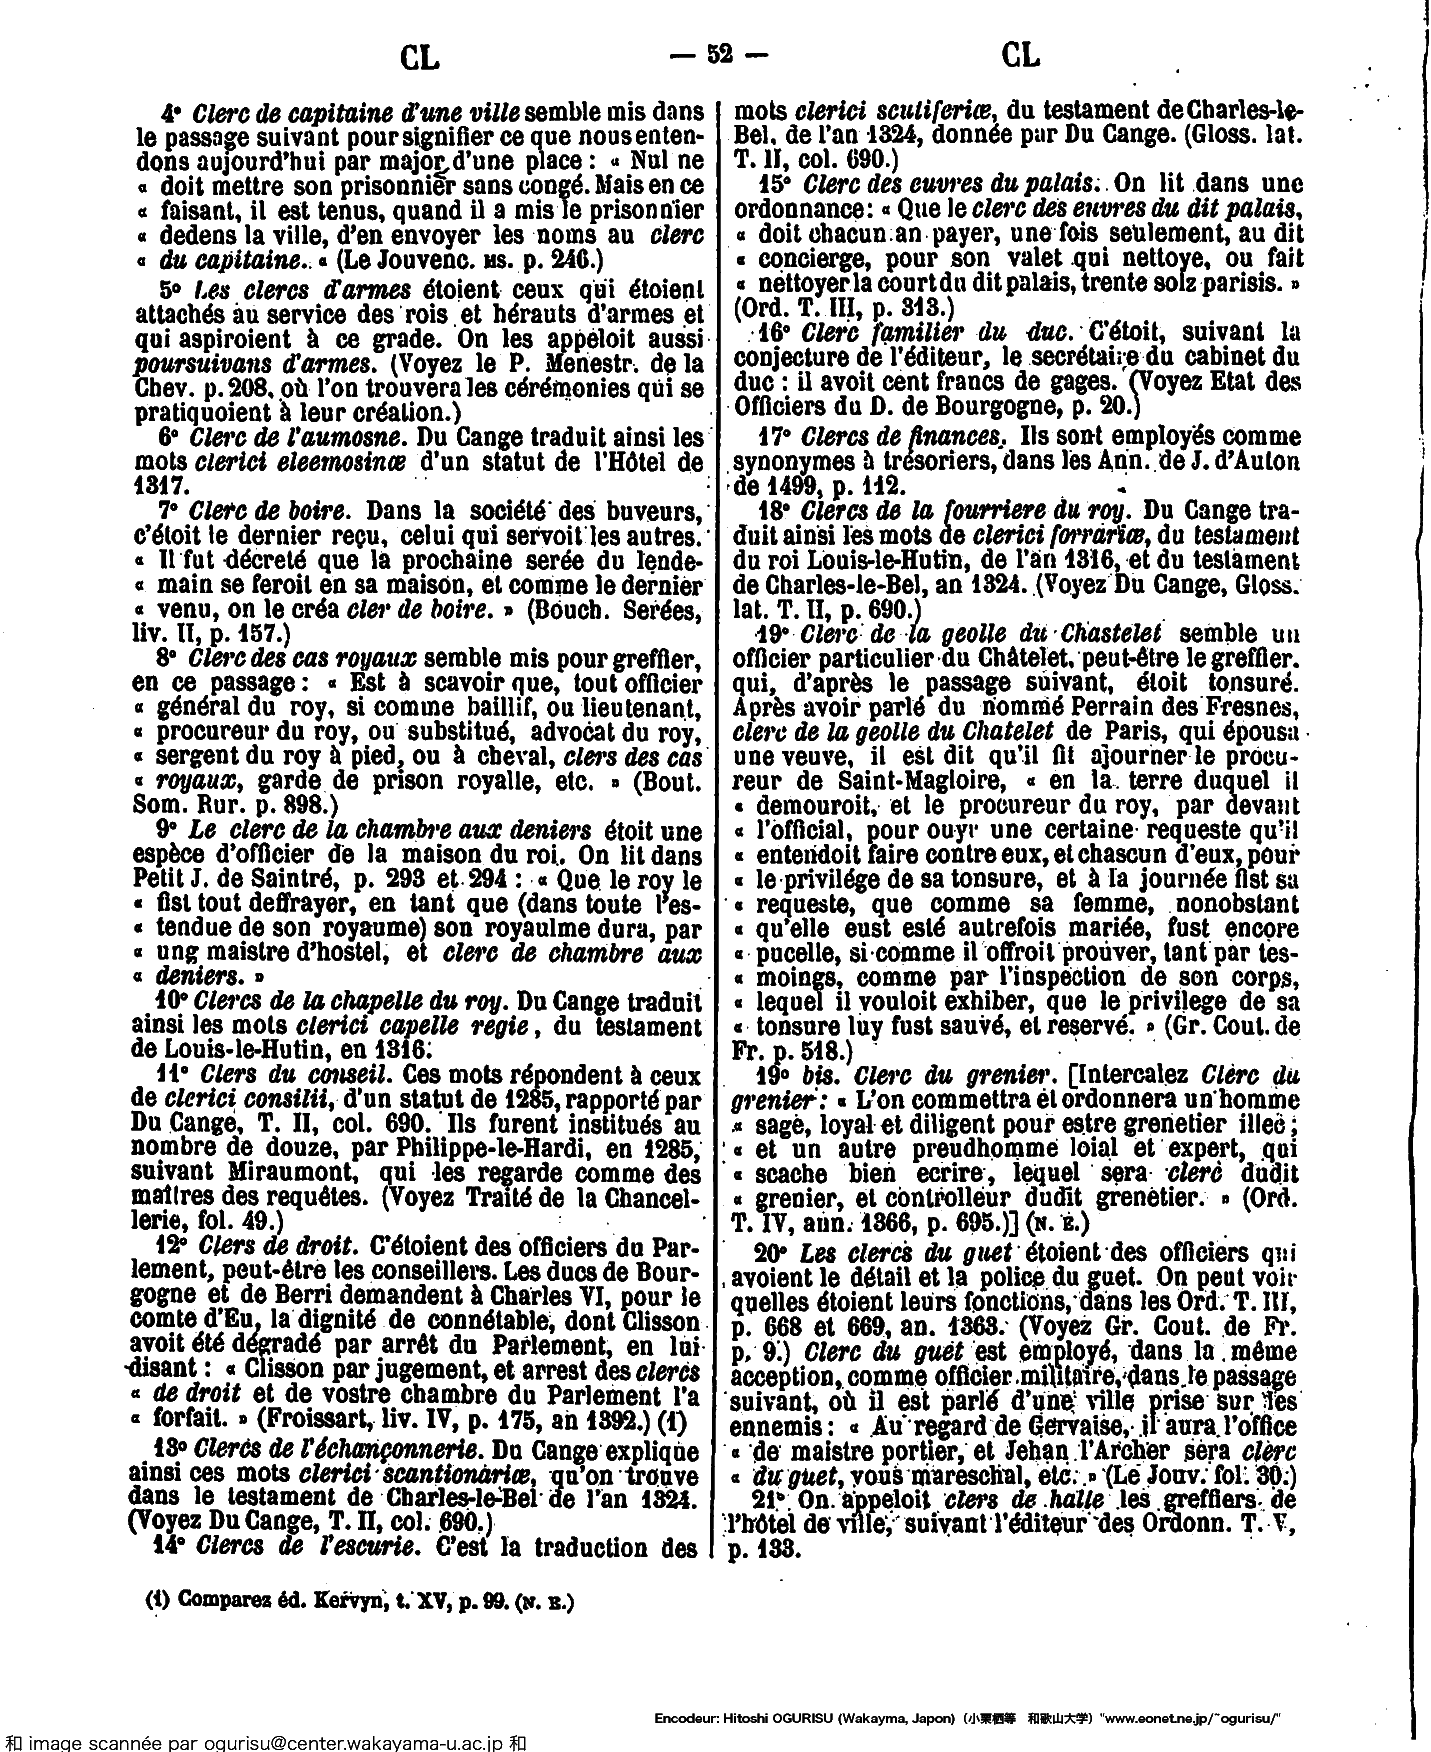 CL
— 52 —
CL
4° Clerc de capitaine d'une ville semble mis dans
le passage suivant pour signifier ce que nous enten-
dons aujourd'hui par major d'une place : « Nul ne
« doit mettre son prisonnier sans congé. Mais en ce
« faisant, il est tenus, quand il a mis le prisonnier
« dedens la ville, d'en envoyer les noms au clerc
« du capitaine. « (Le Jouvenc. MS. p. 246.)
5° Les clercs d'armes étoient ceux qui étoient
attachés au service des rois et hérauts d'armes et
qui aspiroient à ce grade. On les appeloit aussi
poursuivans d'armes. (Voyez le P. Menestr. de la
Chev. p. 208, où l'on trouvera les cérémonies qui se
pratiquoient à leur création.)
6° Clerc de l'aumosne. Du Cange traduit ainsi les
mots clerici eleemosinœ d'un statut de l'Hôtel de
1317.
7° Clerc de boire. Dans la société des buveurs,
c'étoit le dernier reçu, celui qui servoit les autres.
« Il fut décreté que la prochaine serée du lende-
« main se feroit en sa maison, et comme le dernier
« venu, on le créa cler de boire. » (Bouch. Serées,
liv. II, p. 157.)
8° Clerc des cas royaux semble mis pour greffier,
en ce passage : « Est à scavoir que, tout officier
« général du roy, si comme baillif, ou lieutenant,
« procureur du roy, ou substitué, advocat du roy,
« sergent du roy à pied, ou à cheval, clers des cas
« royaux, garde de prison royalle, etc. » (Bout.
Som. Rur. p. 898.)
9° Le clerc de la chambre aux deniers étoit une
espèce d'officier de la maison du roi. On lit dans
Petit J. de Saintré, p. 293 et 294 : « Que le roy le
« fist tout deffrayer, en tant que (dans toute l'es-
« tendue de son royaume) son royaulme dura, par
« ung maistre d'hostel, et clerc de chambre aux
« deniers. »
10° Clercs de la chapelle du roy. Du Cange traduit
ainsi les mots clerici capelle regie, du testament
de Louis-le-Hutin, en 1316.
11° Clers du conseil. Ces mots répondent à ceux
de clerici consilii, d'un statut de 1285, rapporté par
Du Cange, T. II, col. 690. Ils furent institués au
nombre de douze, par Philippe-le-Hardi, en 1285,
suivant Miraumont, qui les regarde comme des
maîtres des requêtes. (Voyez Traité de la Chancel-
lerie, fol. 49.)
12° Clers de droit. C'étoient des officiers du Par-
lement, peut-être les conseillers. Les ducs de Bour-
gogne et de Berri demandent à Charles VI, pour le
comte d'Eu, la dignité de connétable, dont Clisson
avoit été dégradé par arrêt du Parlement, en lui
disant : « Clisson par jugement, et arrest des clercs
« de droit et de vostre chambre du Parlement l'a
« forfait. » (Froissart, liv. IV, p. 175, an 1392.) (1)
13° Clercs de l'échançonnerie. Du Cange explique
ainsi ces mots clerici scantionariœ, qu'on trouve
dans le testament de Charles-le-Bel de l'an 1324.
(Voyez Du Cange, T. II, col. 690.)
14° Clercs de l'escurie. C'est la traduction des
mots clerici scutiferiœ, du testament de Charles-le-
Bel, de l'an 1324, donnée par Du Cange. (Gloss. lat.
T. II, col. 690.)
15° Clerc des euvres du palais. On lit dans une
ordonnance : « Que le clerc des euvres du dit palais,
« doit chacun an payer, une fois seulement, au dit
« concierge, pour son valet qui nettoye, ou fait
« nettoyer la court du dit palais, trente solz parisis. »
(Ord. T. III, p. 313.)
16° Clerc familier du duc. C'étoit, suivant la
conjecture de l'éditeur, le secrétaire du cabinet du
duc : il avoit cent francs de gages. (Voyez Etat des
Officiers du D. de Bourgogne, p. 20.)
17° Clercs de finances. Ils sont employés comme
synonymes à trésoriers, dans les Ann. de J. d'Auton
de 1499, p. 112.
18° Clercs de la fourriere du roy. Du Cange tra-
duit ainsi les mots de clerici forrariœ, du testament
du roi Louis-le-Hutin, de l'an 1316, et du testament
de Charles-le-Bel, an 1324. (Voyez Du Cange, Gloss.
lat. T. II, p. 690.)
19° Clerc de la geolle du Chastelet semble un
officier particulier du Châtelet, peut-être le greffier.
qui, d'après le passage suivant, étoit tonsuré.
Après avoir parlé du nommé Perrain des Fresnes,
clerc de la geolle du Chatelet de Paris, qui épousa
une veuve, il est dit qu'il fit ajourner le procu-
reur de Saint-Magloire, « en la terre duquel il
« demouroit, et le procureur du roy, par devant
« l'official, pour ouyr une certaine requeste qu'il
« entendoit faire contre eux, et chascun d'eux, pour
« le privilége de sa tonsure, et à la journée fist sa
« requeste, que comme sa femme, nonobstant
« qu'elle eust esté autrefois mariée, fust encore
« pucelle, si comme il offroit prouver, tant par tes-
« moings, comme par l'inspection de son corps,
« lequel il vouloit exhiber, que le privilege de sa
« tonsure luy fust sauvé, et reservé. » (Gr. Cout. de
Fr. p. 518.)
19° bis. Clerc du grenier. [Intercalez Clerc du
grenier : « L'on commettra et ordonnera un homme
« sage, loyal et diligent pour estre grenetier illec ;
« et un autre preudhomme loial et expert, qui
« scache bien ecrire, lequel sera clerc dudit
« grenier, et controlleur dudit grenetier. » (Ord.
T. IV, ann. 1366, p. 695.)] (N. E.)
20° Les clercs du guet étoient des officiers qui
avoient le détail et la police du guet. On peut voir
quelles étoient leurs fonctions, dans les Ord. T. III,
p. 668 et 669, an. 1363. (Voyez Gr. Cout. de Fr.
p. 9.) Clerc du guet est employé, dans la même
acception, comme officier militaire, dans le passage
suivant, où il est parlé d'une ville prise sur les
ennemis : « Au regard de Gervaise, il aura l'office
« de maistre portier, et Jehan l'Archer sera clerc
« du guet, vous mareschal, etc. » (Le Jouv. fol. 30.)
21° On appeloit clers de halle les greffiers de
l'hôtel de ville, suivant l'éditeur des Ordonn. T. V,
p. 133.
(1) Comparez éd. Kervyn, t. XV, p. 99. (N. E.)
Encodeur: Hitoshi OGURISU (Wakayma, Japon) (小栗栖等 和歌山大学) "www.eonet.ne.jp/~ogurisu/"
和 image scannée par ogurisu@center.wakayama-u.ac.jp 和